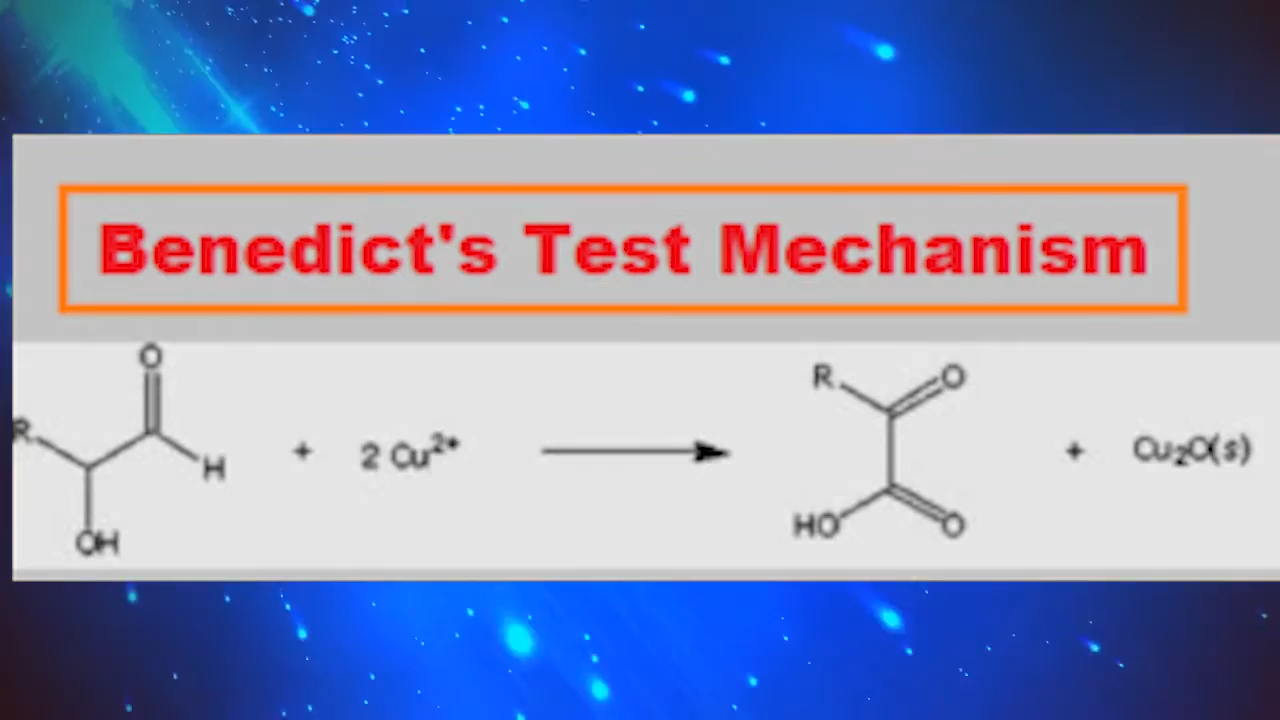 Benedict's Test Mechanism
O
R
H
OH
+ 2 Cu²⁺
R
O
HO
O
+ Cu₂O(s)